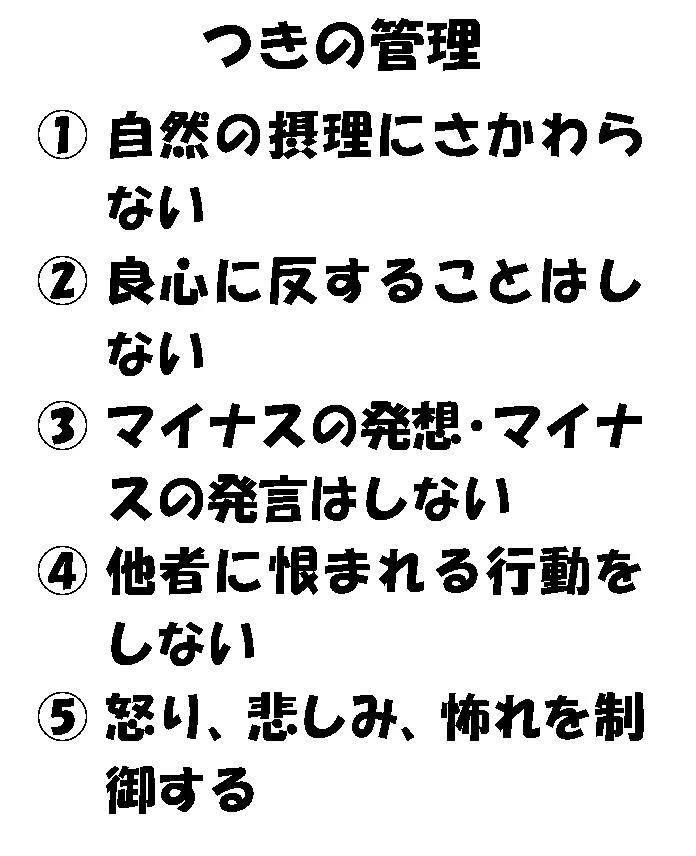 つきの管理
① 自然の摂理にさかわら
ない
② 良心に反することはし
ない
③ マイナスの発想・マイナ
スの発言はしない
④ 他者に恨まれる行動を
しない
⑤ 怒り、悲しみ、怖れを制
御する